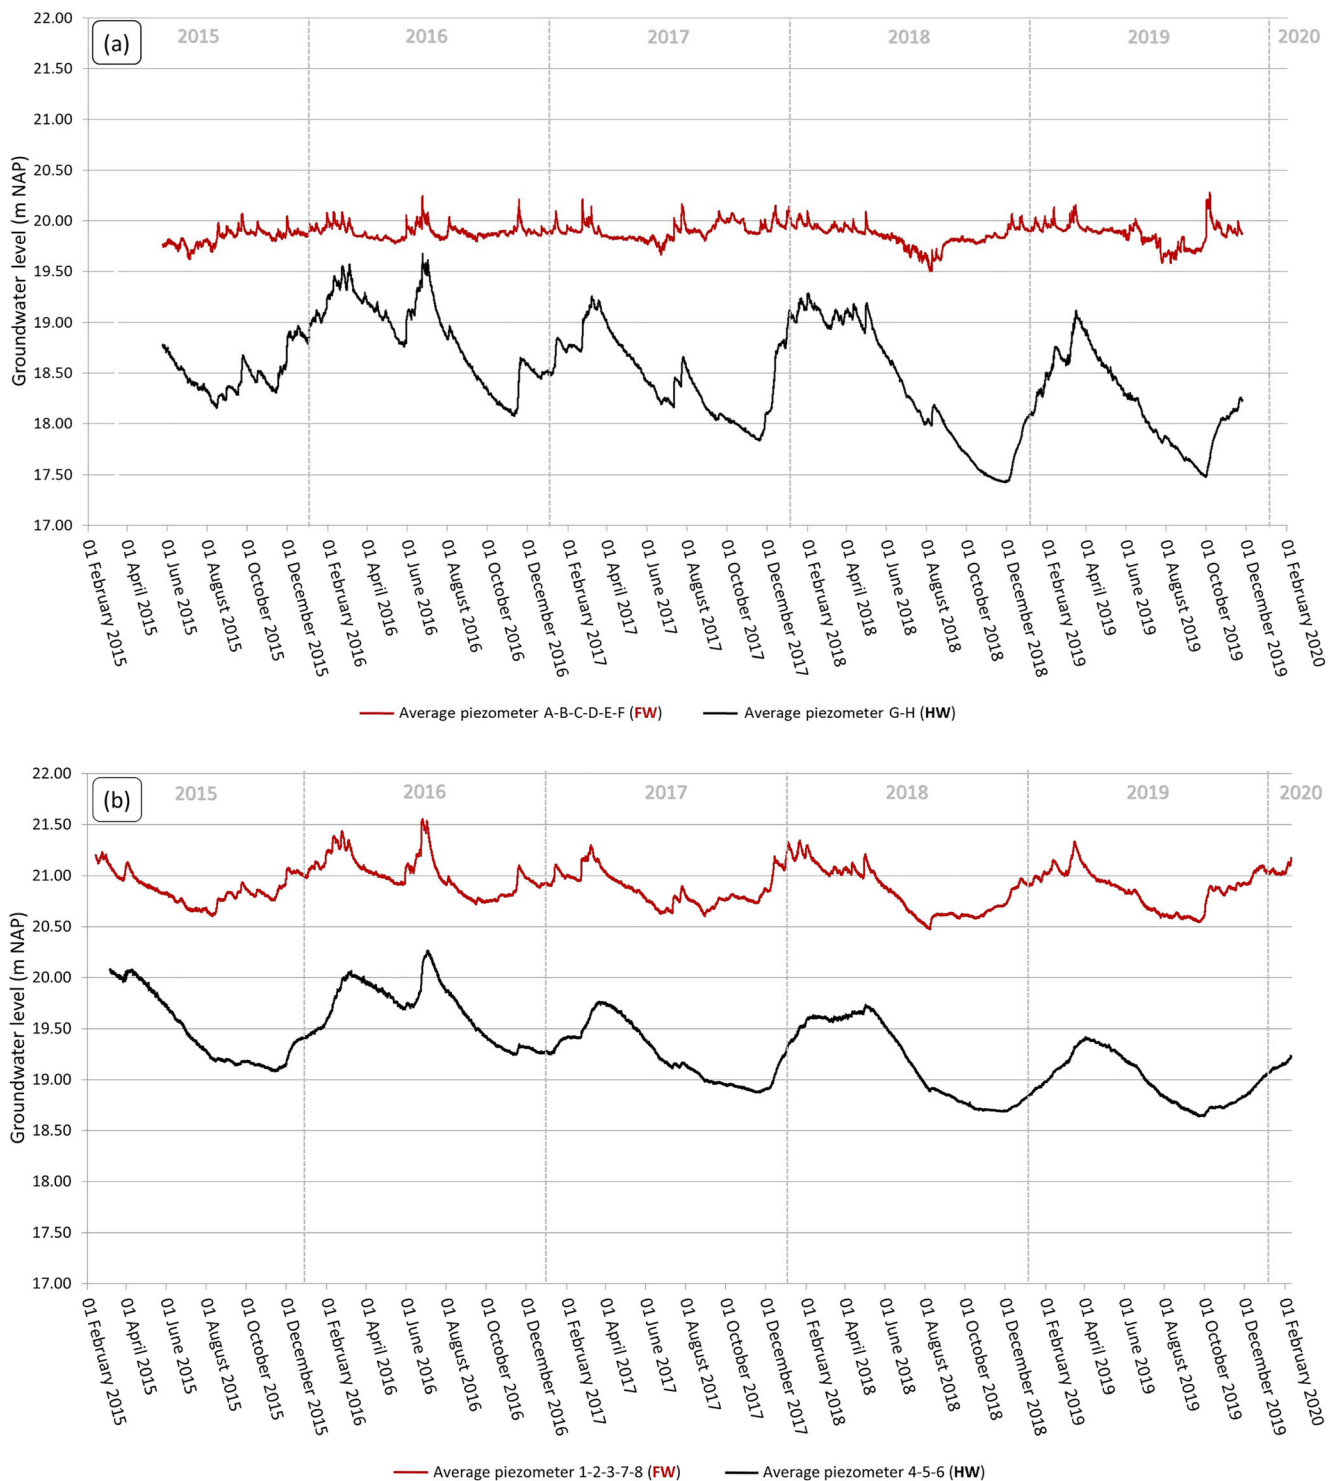 (a)
2015 2016 2017 2018 2019 2020
Groundwater level (m NAP)
22.00
21.50
21.00
20.50
20.00
19.50
19.00
18.50
18.00
17.50
17.00
01 February 2015
01 April 2015
01 June 2015
01 August 2015
01 October 2015
01 December 2015
01 February 2016
01 April 2016
01 June 2016
01 August 2016
01 October 2016
01 December 2016
01 February 2017
01 April 2017
01 June 2017
01 August 2017
01 October 2017
01 December 2017
01 February 2018
01 April 2018
01 June 2018
01 August 2018
01 October 2018
01 December 2018
01 February 2019
01 April 2019
01 June 2019
01 August 2019
01 October 2019
01 December 2019
01 February 2020
Average piezometer A-B-C-D-E-F (FW) Average piezometer G-H (HW)
(b)
2015 2016 2017 2018 2019 2020
Groundwater level (m NAP)
22.00
21.50
21.00
20.50
20.00
19.50
19.00
18.50
18.00
17.50
17.00
01 February 2015
01 April 2015
01 June 2015
01 August 2015
01 October 2015
01 December 2015
01 February 2016
01 April 2016
01 June 2016
01 August 2016
01 October 2016
01 December 2016
01 February 2017
01 April 2017
01 June 2017
01 August 2017
01 October 2017
01 December 2017
01 February 2018
01 April 2018
01 June 2018
01 August 2018
01 October 2018
01 December 2018
01 February 2019
01 April 2019
01 June 2019
01 August 2019
01 October 2019
01 December 2019
01 February 2020
Average piezometer 1-2-3-7-8 (FW) Average piezometer 4-5-6 (HW)